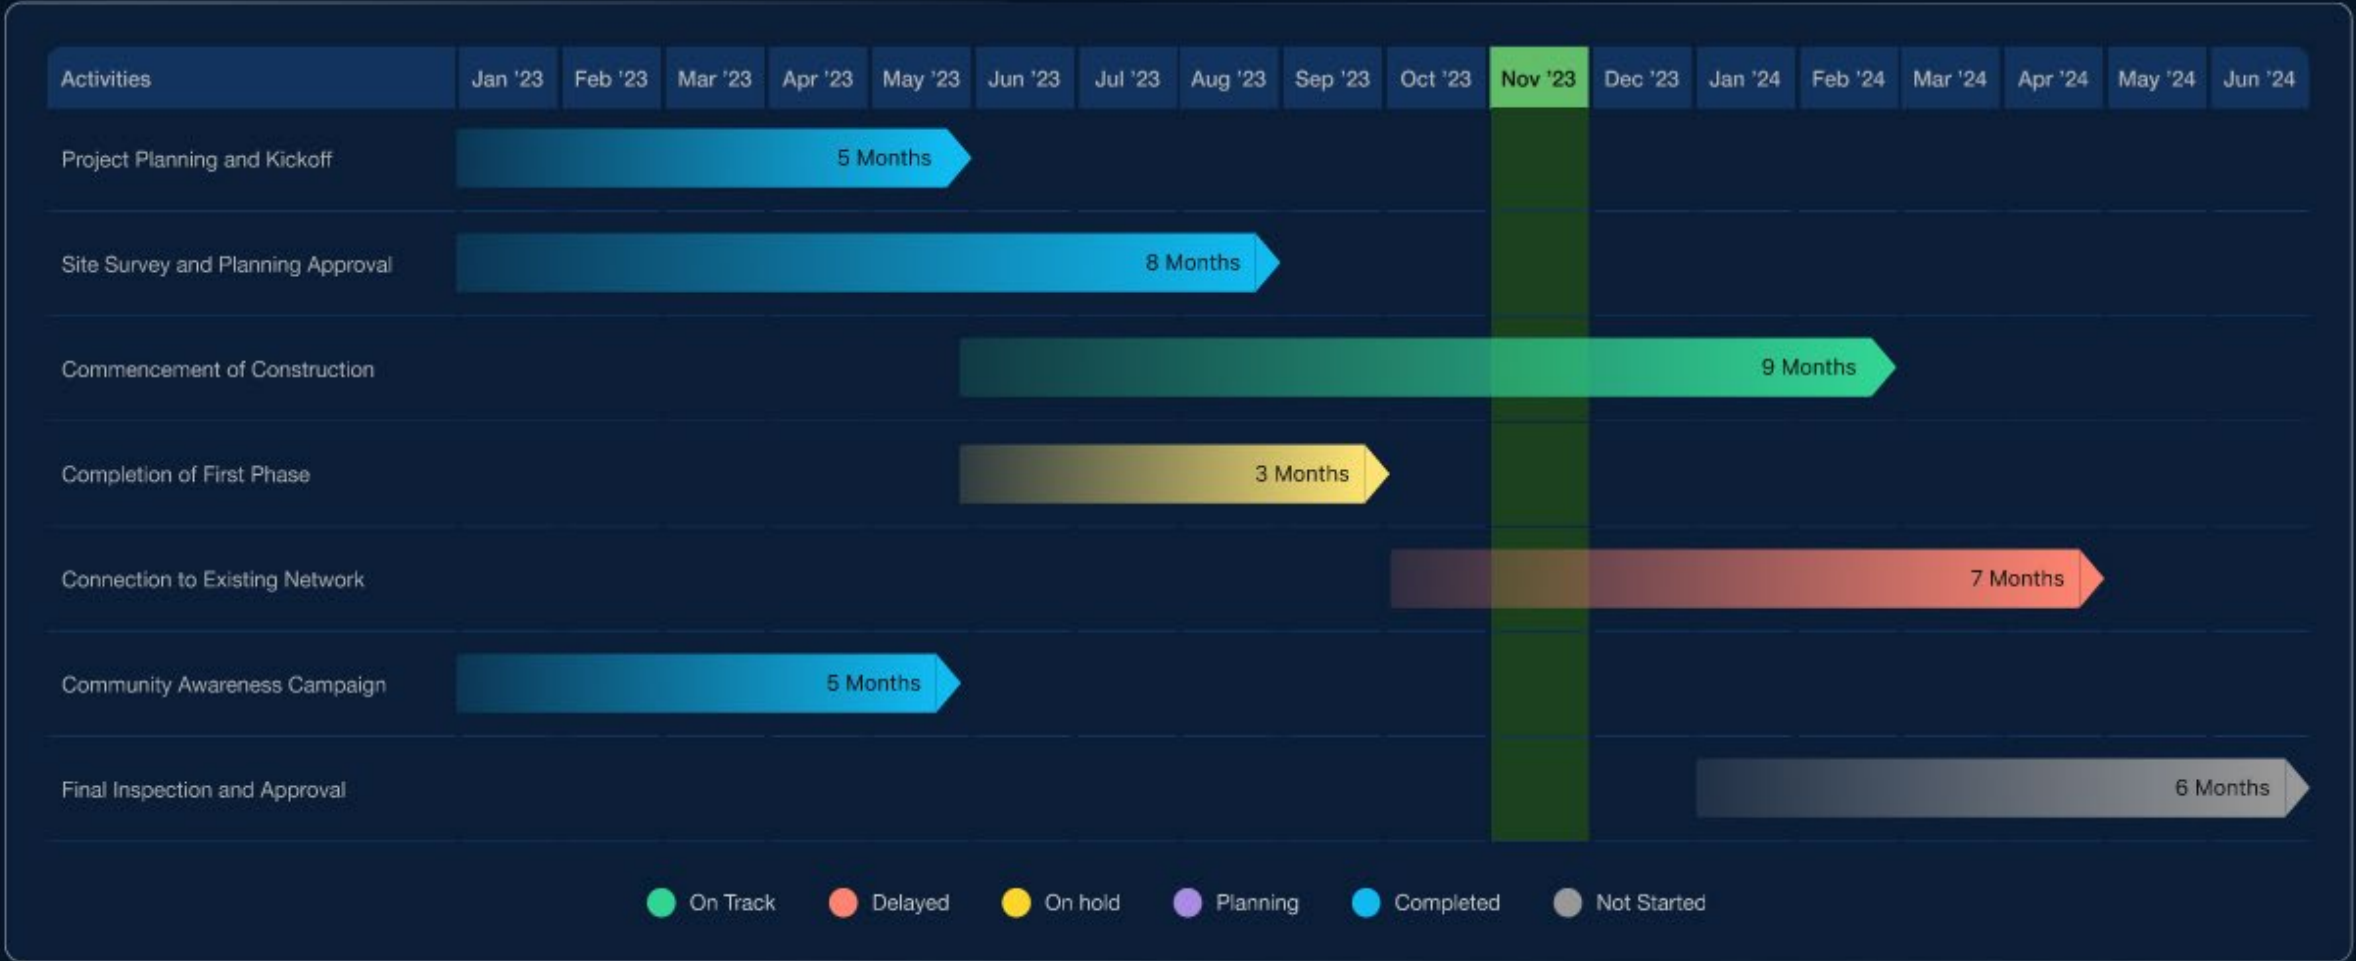 Activities Jan '23 Feb '23 Mar '23 Apr '23 May '23 Jun '23 Jul '23 Aug '23 Sep '23 Oct '23 Nov '23 Dec '23 Jan '24 Feb '24 Mar '24 Apr '24 May '24 Jun '24
Project Planning and Kickoff 5 Months
Site Survey and Planning Approval 8 Months
Commencement of Construction 9 Months
Completion of First Phase 3 Months
Connection to Existing Network 7 Months
Community Awareness Campaign 5 Months
Final Inspection and Approval 6 Months
On Track Delayed On hold Planning Completed Not Started